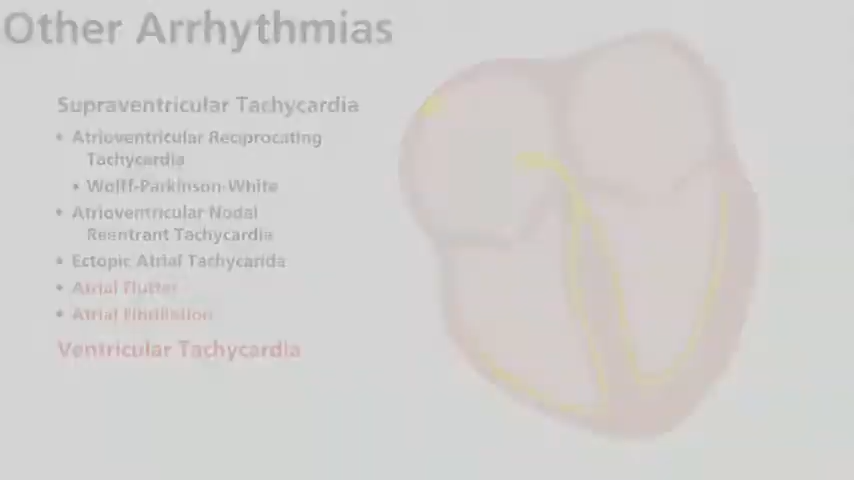 Other Arrhythmias
Supraventricular Tachycardia
• Atrioventricular Reciprocating
Tachycardia
• Wolff-Parkinson-White
• Atrioventricular Nodal
Reentrant Tachycardia
• Ectopic Atrial Tachycardia
• Atrial Flutter
• Atrial Fibrillation
Ventricular Tachycardia